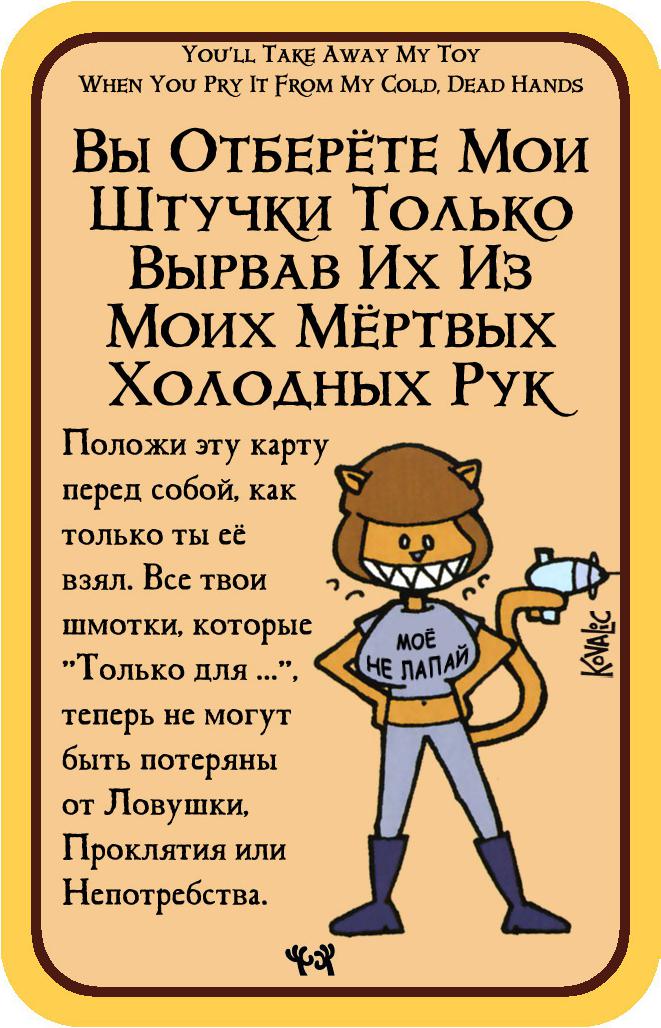 You'll Take Away My Toy
When You Pry It From My Cold, Dead Hands
Вы Отберёте Мои
Штучки Только
Вырвав Их Из
Моих Мёртвых
Холодных Рук
Положи эту карту
перед собой, как
только ты её
взял. Все твои
шмотки, которые
"Только для ...",
теперь не могут
быть потеряны
от Ловушки,
Проклятия или
Непотребства.
МОЁ
НЕ ЛАПАЙ
KOVALIC